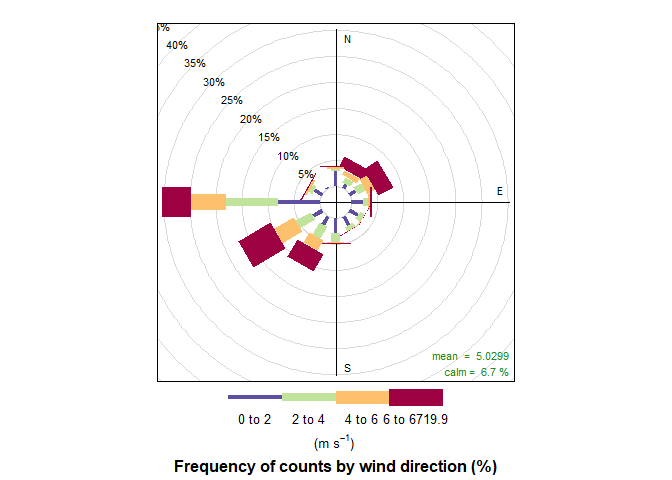 5%
40%
35%
30%
25%
20%
15%
10%
5%
N
E
S
mean = 5.0299
calm = 6.7 %
0 to 2 2 to 4 4 to 6 6 to 6719.9
(m s⁻¹)
Frequency of counts by wind direction (%)